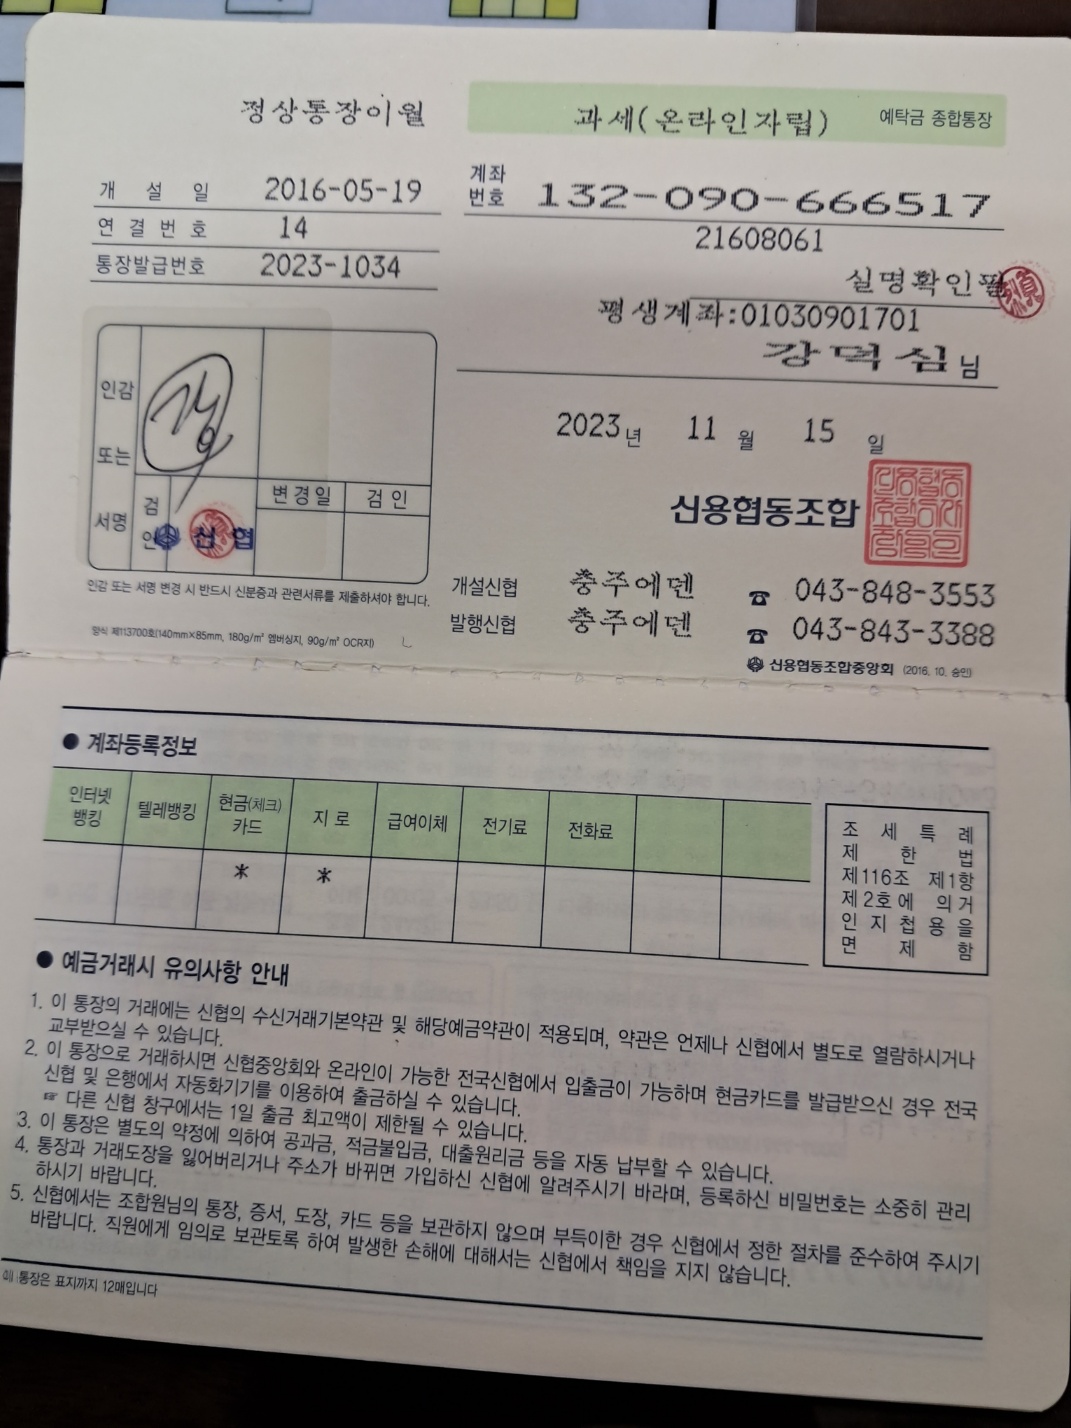 정상통장이월
과세(온라인자립) 예탁금 종합통장
개 설 일 2016-05-19
연 결 번 호 14
통장발급번호 2023-1034
계좌번호 132-090-666517
21608061
실명확인필
평생계좌:01030901701
강덕심 님
2023년 11월 15일
인감 또는 서명
검인
신협
변경일 검인
신용협동조합
인감 또는 서명 변경 시 반드시 신분증과 관련서류를 제출하셔야 합니다.
개설신협 충주에덴 ☎ 043-848-3553
발행신협 충주에덴 ☎ 043-843-3388
양식 제113700호(140mm×85mm, 180g/m² 엠버싱지, 90g/m² OCR지)
신용협동조합중앙회 (2016. 10. 승인)
● 계좌등록정보
인터넷뱅킹 텔레뱅킹 현금(체크)카드 지로 급여이체 전기료 전화료
* *
조 세 특 례
제 한 법
제116조 제1항
제2호에 의거
인 지 첩 용 을
면 제 함
● 예금거래시 유의사항 안내
1. 이 통장의 거래에는 신협의 수신거래기본약관 및 해당예금약관이 적용되며, 약관은 언제나 신협에서 별도로 열람하시거나
교부받으실 수 있습니다.
2. 이 통장으로 거래하시면 신협중앙회와 온라인이 가능한 전국신협에서 입출금이 가능하며 현금카드를 발급받으신 경우 전국
신협 및 은행에서 자동화기기를 이용하여 출금하실 수 있습니다.
☞ 다른 신협 창구에서는 1일 출금 최고액이 제한될 수 있습니다.
3. 이 통장은 별도의 약정에 의하여 공과금, 적금불입금, 대출원리금 등을 자동 납부할 수 있습니다.
4. 통장과 거래도장을 잃어버리거나 주소가 바뀌면 가입하신 신협에 알려주시기 바라며, 등록하신 비밀번호는 소중히 관리
하시기 바랍니다.
5. 신협에서는 조합원님의 통장, 증서, 도장, 카드 등을 보관하지 않으며 부득이한 경우 신협에서 정한 절차를 준수하여 주시기
바랍니다. 직원에게 임의로 보관토록 하여 발생한 손해에 대해서는 신협에서 책임을 지지 않습니다.
이 통장은 표지까지 12매입니다